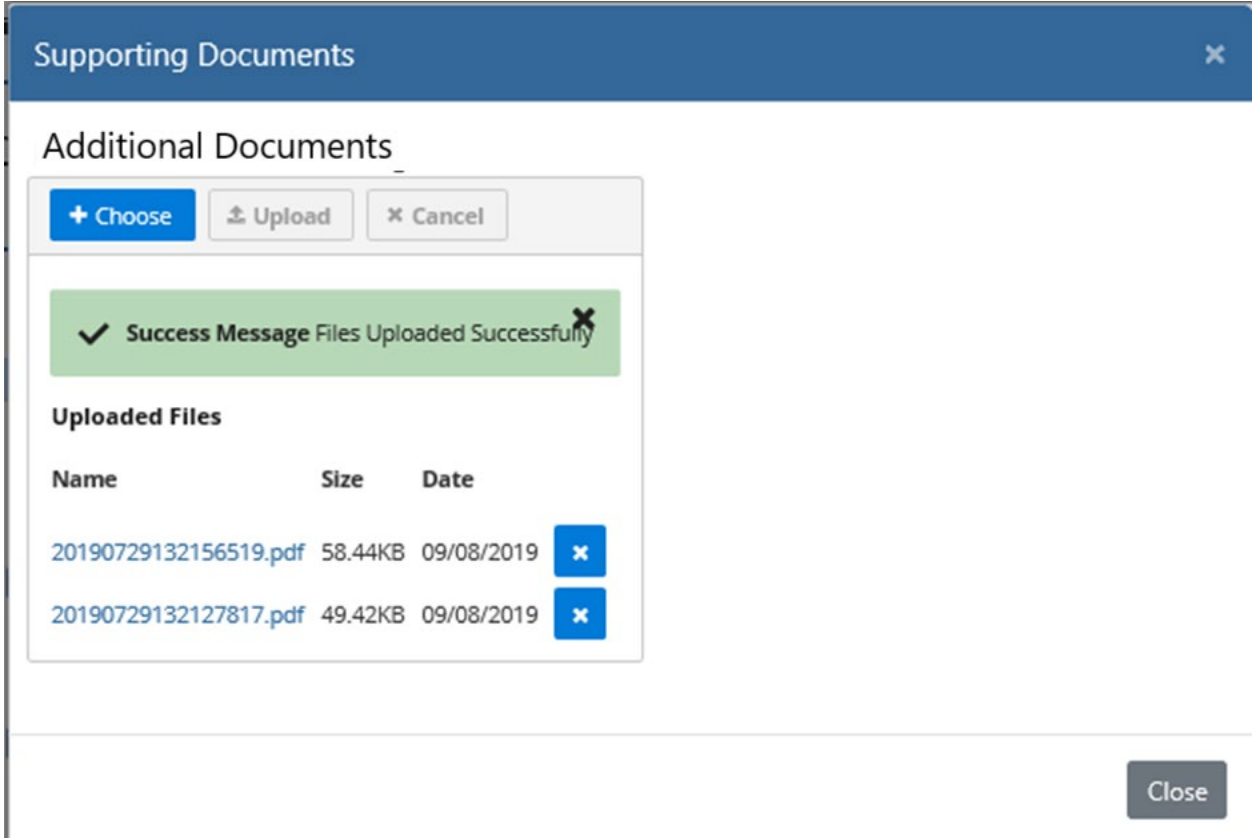 Supporting Documents
Additional Documents
Choose Upload Cancel
Success Message Files Uploaded Successfully
Uploaded Files
Name Size Date
20190729132156519.pdf 58.44KB 09/08/2019
20190729132127817.pdf 49.42KB 09/08/2019
Close